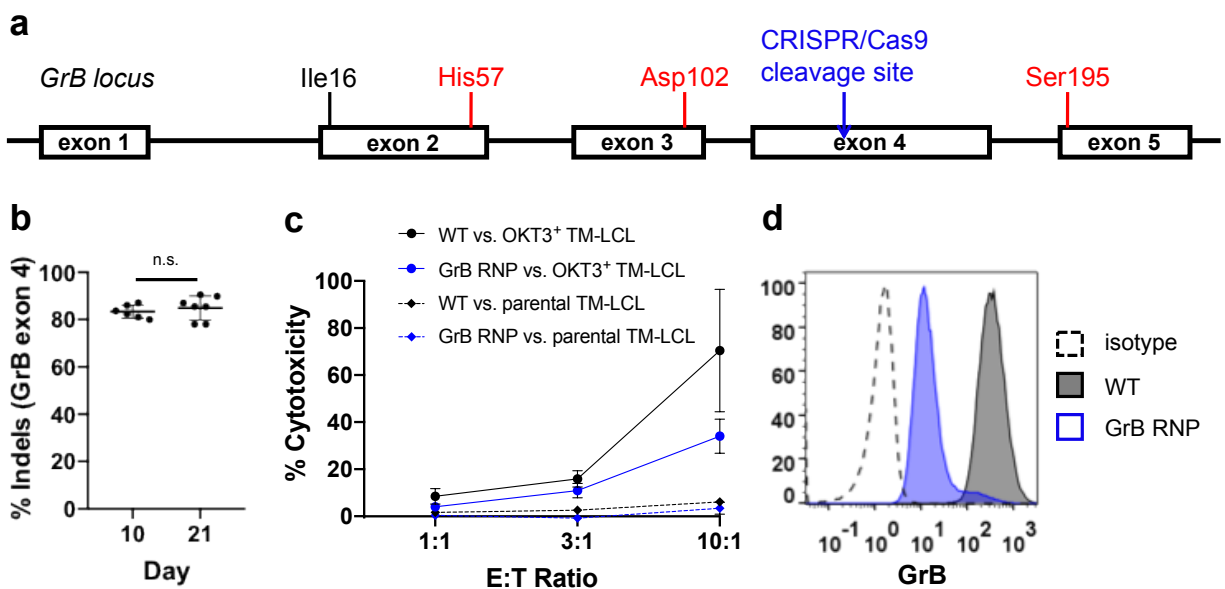 a
CRISPR/Cas9
cleavage site
GrB locus
Ile16
His57
Asp102
Ser195
exon 1
exon 2
exon 3
exon 4
exon 5
b
n.s.
% Indels (GrB exon 4)
100
80
60
40
20
0
10
21
Day
c
WT vs. OKT3⁺ TM-LCL
GrB RNP vs. OKT3⁺ TM-LCL
WT vs. parental TM-LCL
GrB RNP vs. parental TM-LCL
% Cytotoxicity
100
80
60
40
20
0
1:1
3:1
10:1
E:T Ratio
d
100
80
60
40
20
0
10⁻¹
10⁰
10¹
10²
10³
GrB
isotype
WT
GrB RNP